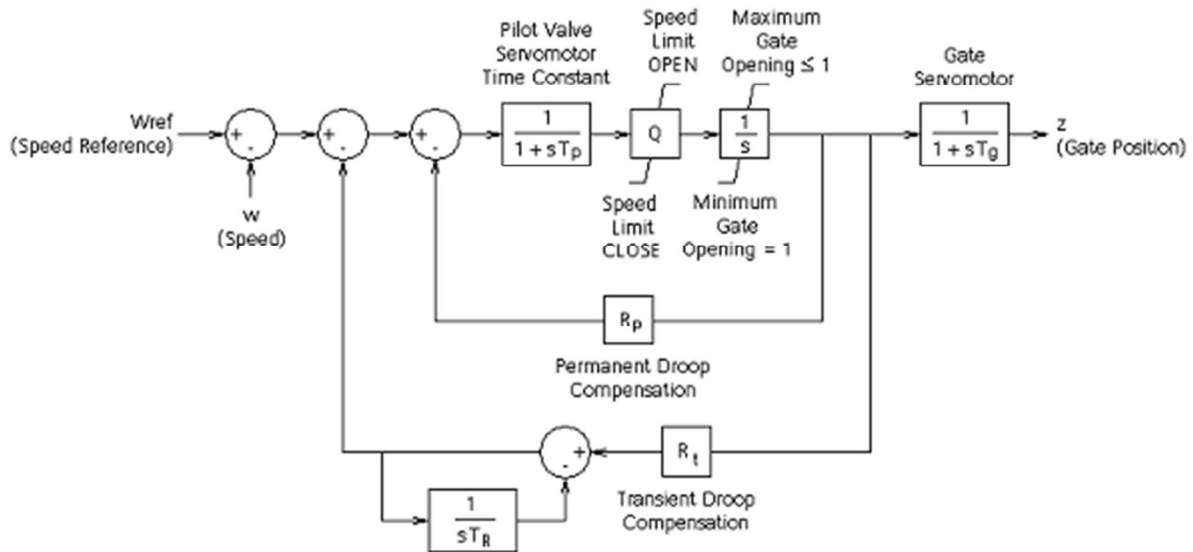 Pilot Valve
Servomotor
Time Constant
Speed
Limit
OPEN
Maximum
Gate
Opening ≤ 1
Gate
Servomotor
Wref
(Speed Reference)
+
-
+
-
+
-
1
1 + sTp
Q
1
s
1
1 + sTg
z
(Gate Position)
w
(Speed)
Speed
Limit
CLOSE
Minimum
Gate
Opening = 1
Rp
Permanent Droop
Compensation
+
-
Rt
Transient Droop
Compensation
1
sTR